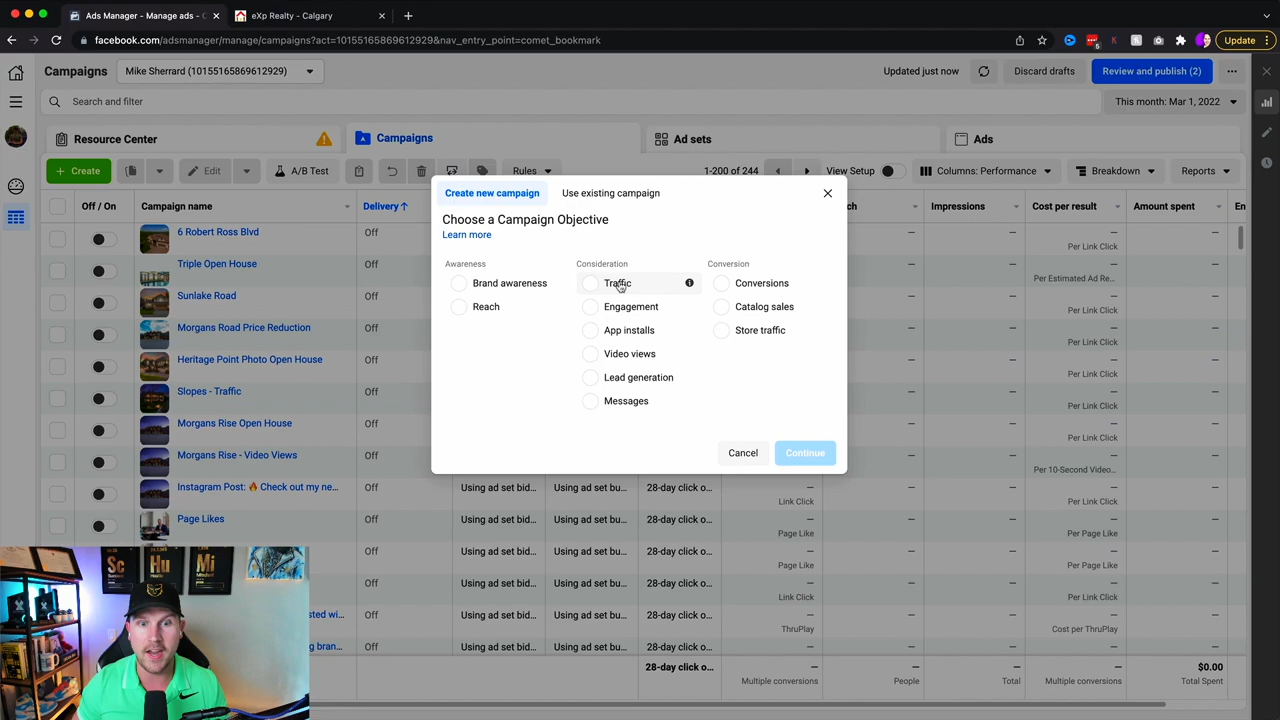 Ads Manager - Manage ads - C
eXp Realty - Calgary
facebook.com/adsmanager/manage/campaigns?act=10155165869612929&nav_entry_point=comet_bookmark
5
K
Update
Campaigns
Mike Sherrard (10155165869612929)
Updated just now
Discard drafts
Review and publish (2)
Search and filter
This month: Mar 1, 2022
Resource Center
Campaigns
Ad sets
Ads
+ Create
Edit
A/B Test
Rules
1-200 of 244
View Setup
Columns: Performance
Breakdown
Reports
Off / On
Campaign name
Delivery ↑
ch
Impressions
Cost per result
Amount spent
En
Create new campaign
Use existing campaign
Choose a Campaign Objective
Learn more
Awareness
Brand awareness
Reach
Consideration
Traffic
Engagement
App installs
Video views
Lead generation
Messages
Conversion
Conversions
Catalog sales
Store traffic
Cancel
Continue
6 Robert Ross Blvd
Off
—
—
—
Per Link Click
Triple Open House
Off
—
—
—
Per Estimated Ad Re...
Sunlake Road
Off
—
—
—
Per Link Click
Morgans Road Price Reduction
Off
—
—
—
Per Link Click
Heritage Point Photo Open House
Off
—
—
—
Per Link Click
Slopes - Traffic
Off
—
—
—
Per Link Click
Morgans Rise Open House
Off
—
—
—
Per Link Click
Morgans Rise - Video Views
Off
—
—
—
Per 10-Second Video...
Instagram Post: 🔥 Check out my ne...
Off
Using ad set bid...
Using ad set bu...
28-day click o...
—
Link Click
—
—
—
Per Link Click
—
Page Likes
Off
Using ad set bid...
Using ad set bu...
28-day click o...
—
Page Like
—
—
—
Per Page Like
—
Off
Using ad set bid...
Using ad set bu...
28-day click o...
—
Page Like
—
—
—
Per Page Like
—
Off
Using ad set bid...
Using ad set bu...
28-day click o...
—
Link Click
—
—
—
Per Link Click
—
sted wi...
Off
Using ad set bid...
Using ad set bu...
28-day click o...
—
ThruPlay
—
—
—
Cost per ThruPlay
—
g bran...
Off
Using ad set bid...
Using ad set bu...
28-day click o...
—
—
—
—
—
28-day click o...
—
Multiple conversions
—
People
—
Total
—
Multiple conversions
$0.00
Total Spent
Sc
Hu
Mi